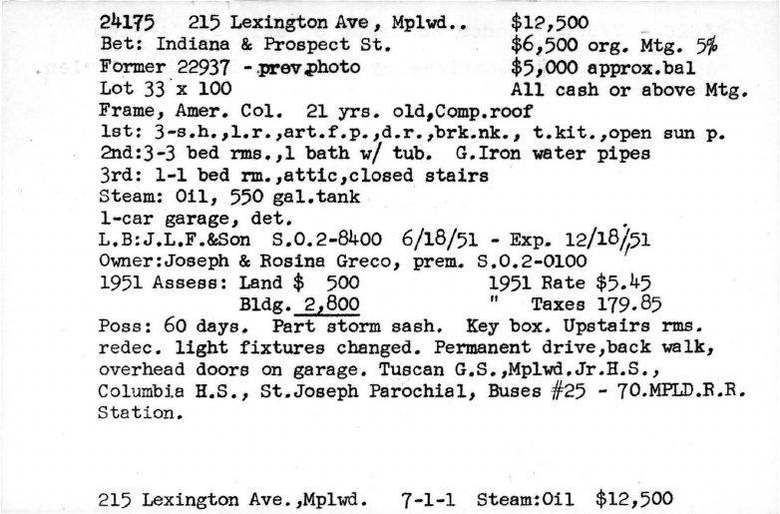 24175 215 Lexington Ave, Mplwd.. $12,500
Bet: Indiana & Prospect St. $6,500 org. Mtg. 5%
Former 22937 - prev.photo $5,000 approx.bal
Lot 33 x 100 All cash or above Mtg.
Frame, Amer. Col. 21 yrs. old,Comp.roof
1st: 3-s.h.,l.r.,art.f.p.,d.r.,brk.nk., t.kit.,open sun p.
2nd:3-3 bed rms.,1 bath w/ tub. G.Iron water pipes
3rd: 1-1 bed rm.,attic,closed stairs
Steam: Oil, 550 gal.tank
1-car garage, det.
L.B:J.L.F.&Son S.O.2-8400 6/18/51 - Exp. 12/18/51
Owner:Joseph & Rosina Greco, prem. S.O.2-0100
1951 Assess: Land $ 500 1951 Rate $5.45
Bldg. 2,800 " Taxes 179.85
Poss: 60 days. Part storm sash. Key box. Upstairs rms.
redec. light fixtures changed. Permanent drive,back walk,
overhead doors on garage. Tuscan G.S.,Mplwd.Jr.H.S.,
Columbia H.S., St.Joseph Parochial, Buses #25 - 70.MPLD.R.R.
Station.
215 Lexington Ave.,Mplwd. 7-1-1 Steam:Oil $12,500